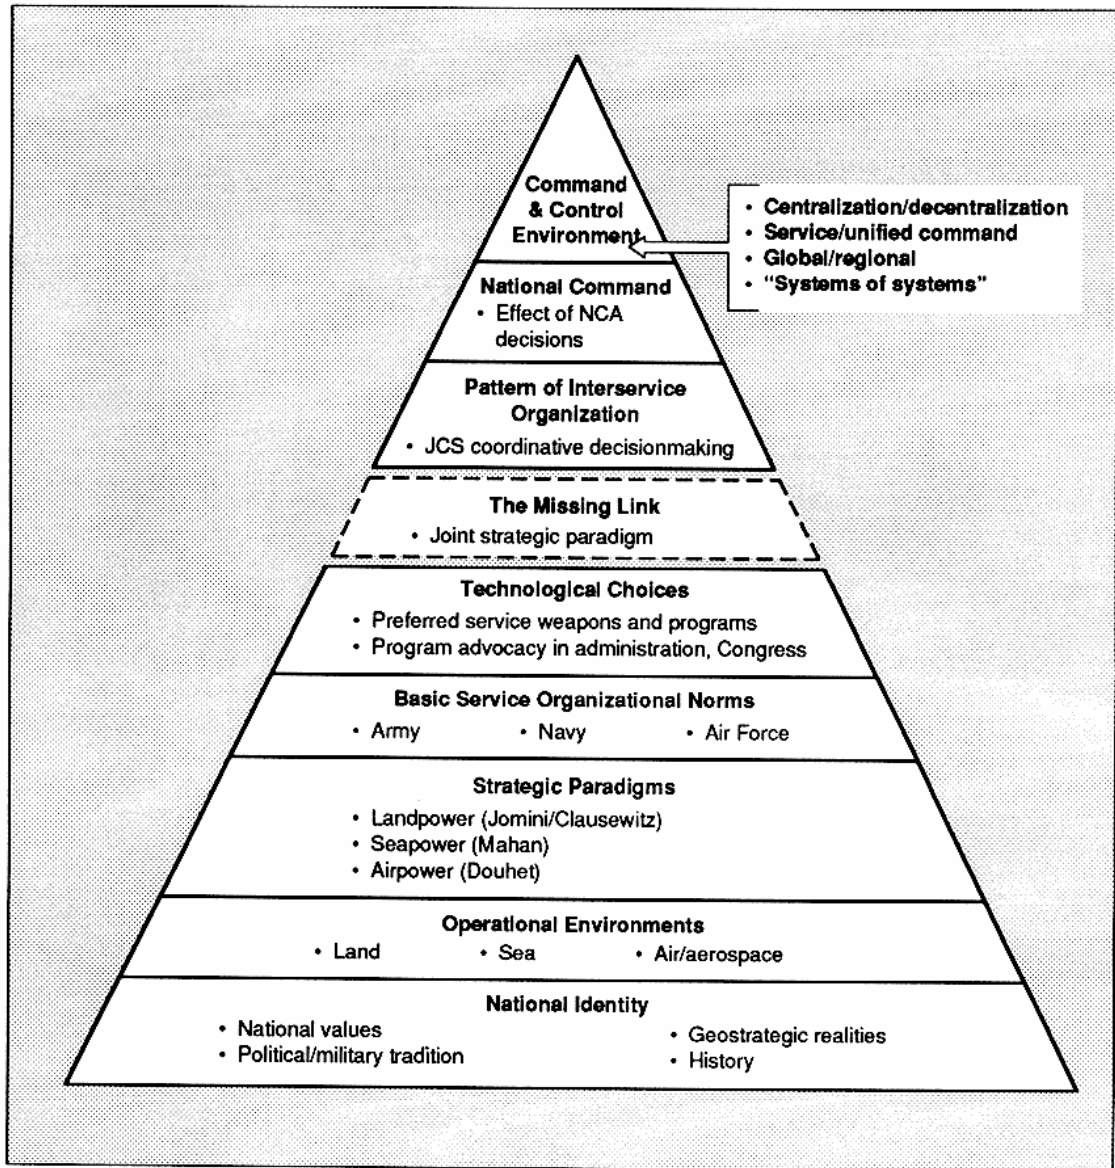 Command
& Control
Environment
• Centralization/decentralization
• Service/unified command
• Global/regional
• “Systems of systems”
National Command
• Effect of NCA
decisions
Pattern of Interservice
Organization
• JCS coordinative decisionmaking
The Missing Link
• Joint strategic paradigm
Technological Choices
• Preferred service weapons and programs
• Program advocacy in administration, Congress
Basic Service Organizational Norms
• Army • Navy • Air Force
Strategic Paradigms
• Landpower (Jomini/Clausewitz)
• Seapower (Mahan)
• Airpower (Douhet)
Operational Environments
• Land • Sea • Air/aerospace
National Identity
• National values
• Political/military tradition
• Geostrategic realities
• History